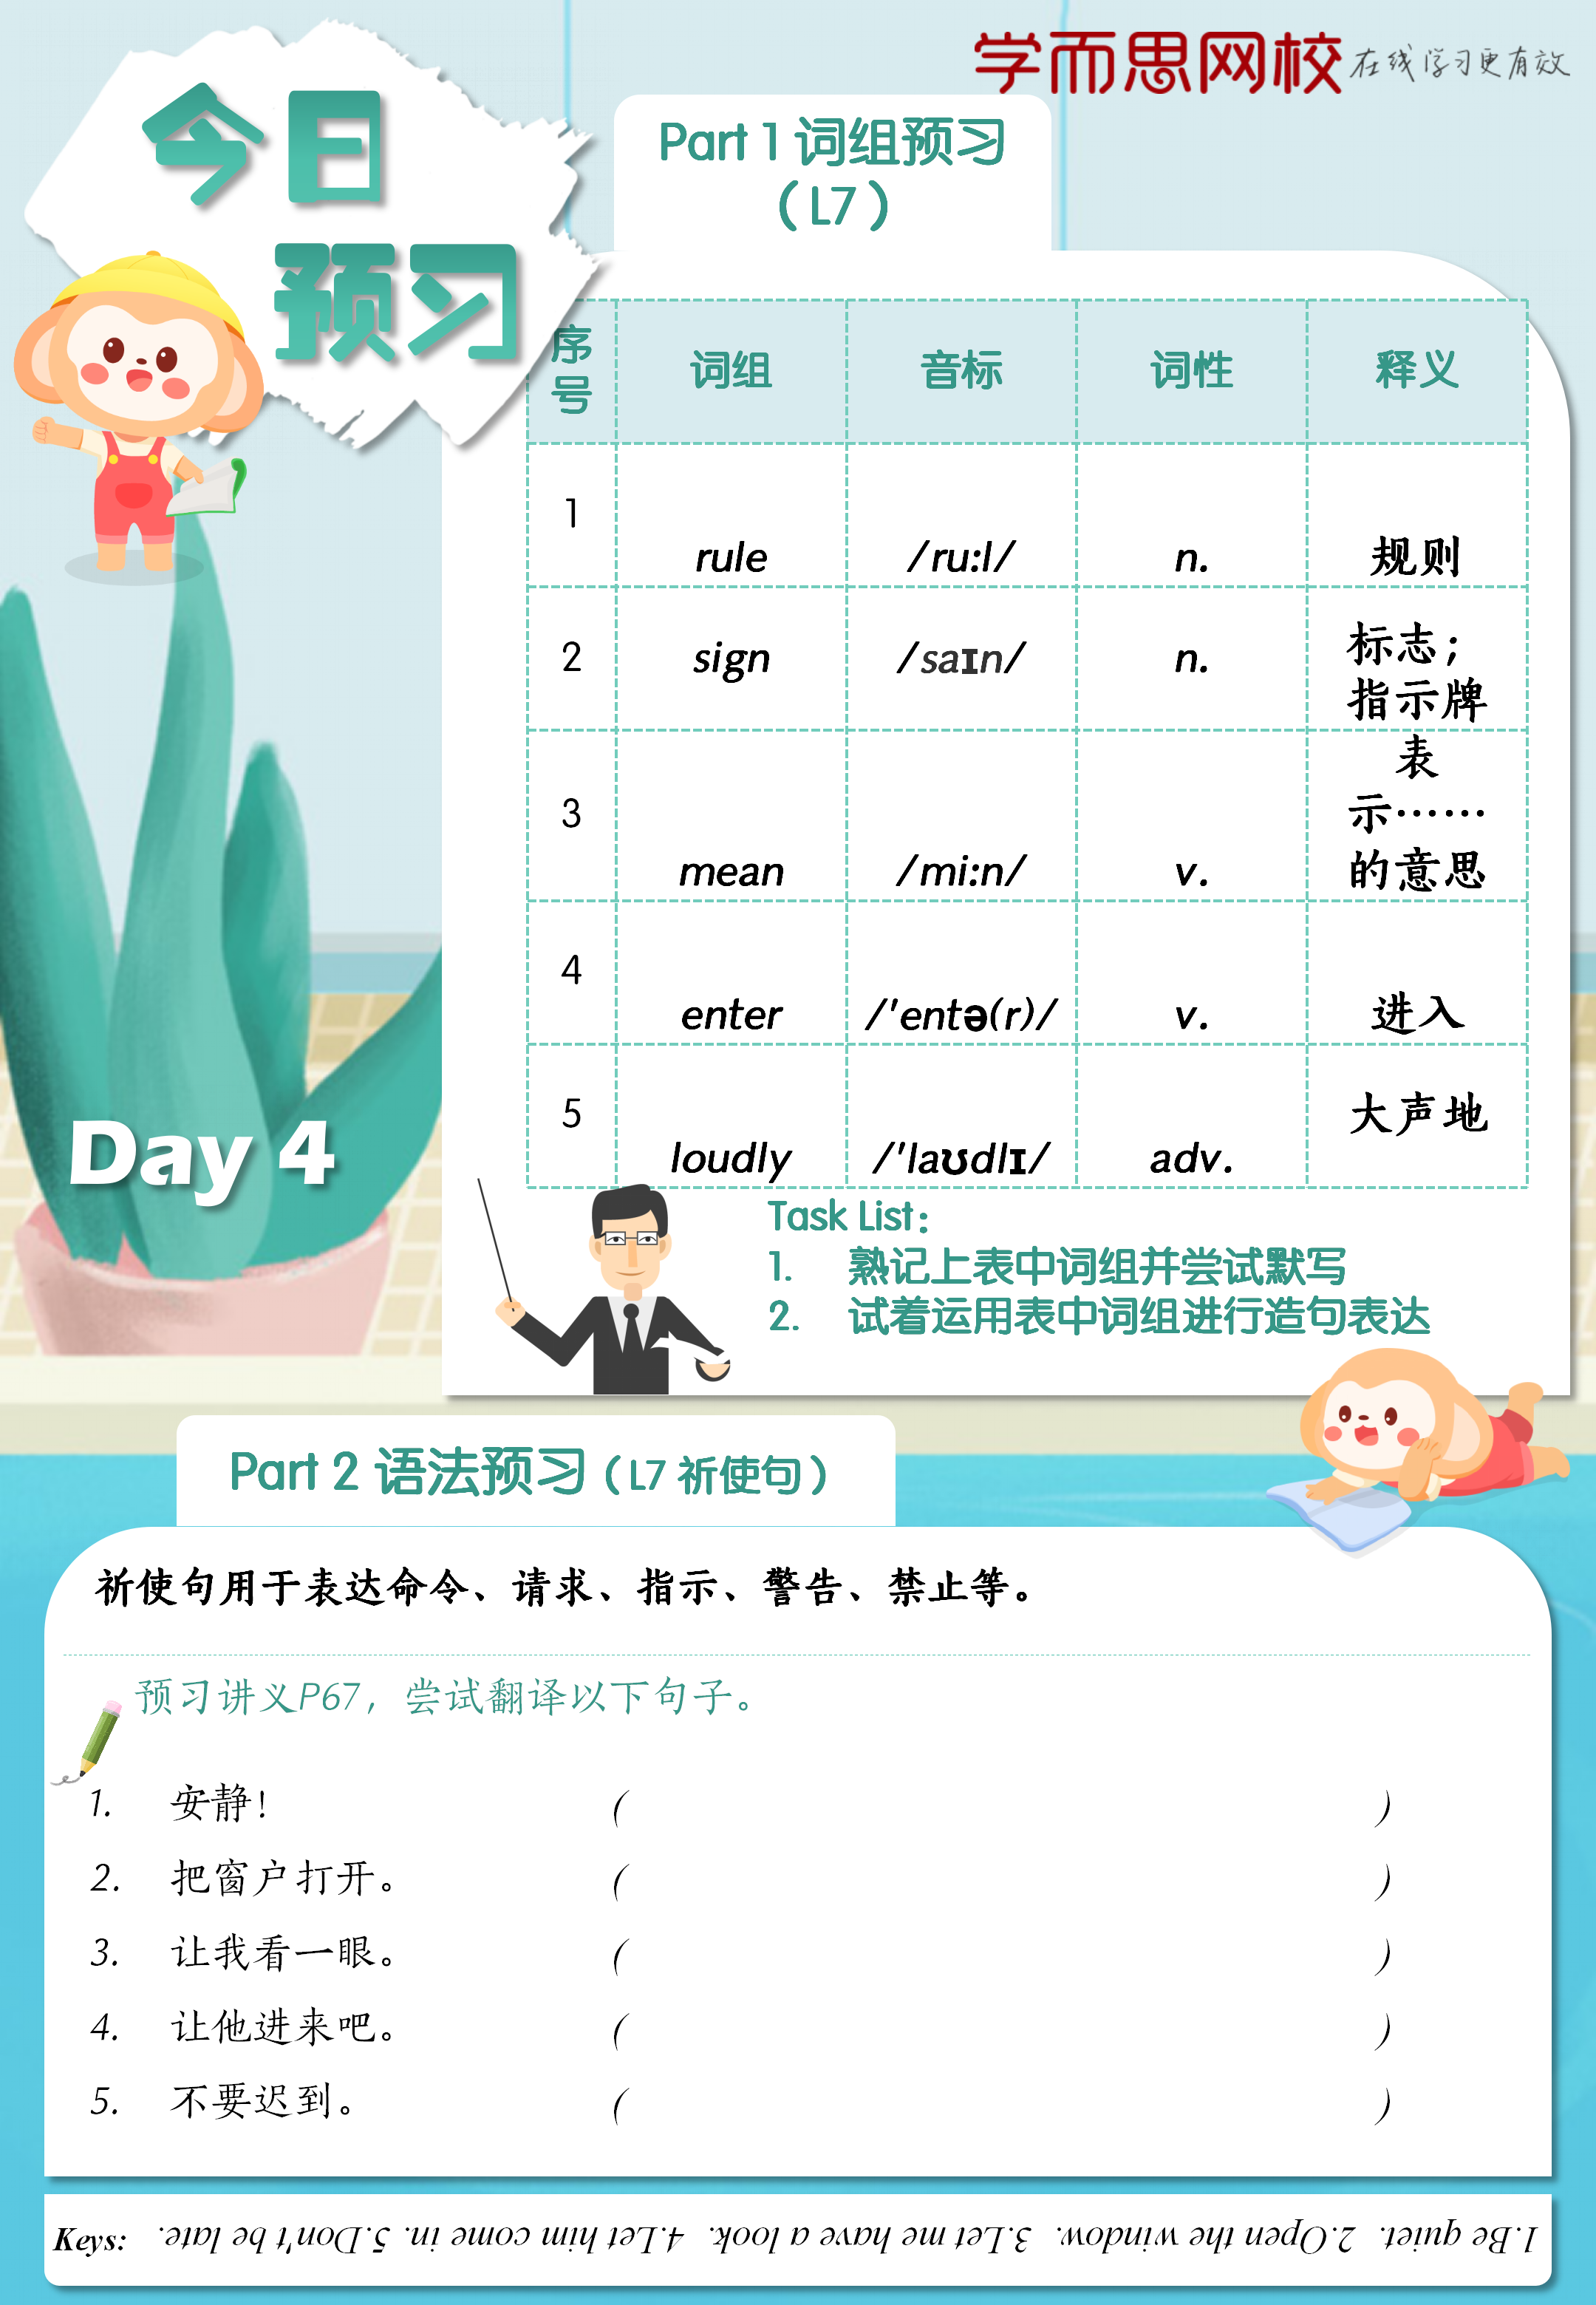 学而思网校 在线学习更有效
今日
预习
Part 1 词组预习
（L7）
序号 词组 音标 词性 释义
1 rule /ru:l/ n. 规则
2 sign /saɪn/ n. 标志；指示牌
3 mean /mi:n/ v. 表示……的意思
4 enter /'entə(r)/ v. 进入
5 loudly /'laʊdlɪ/ adv. 大声地
Day 4
Task List：
1. 熟记上表中词组并尝试默写
2. 试着运用表中词组进行造句表达
Part 2 语法预习（L7 祈使句）
祈使句用于表达命令、请求、指示、警告、禁止等。
预习讲义P67，尝试翻译以下句子。
1. 安静！ ( )
2. 把窗户打开。 ( )
3. 让我看一眼。 ( )
4. 让他进来吧。 ( )
5. 不要迟到。 ( )
Keys: 1.Be quiet. 2.Open the window. 3.Let me have a look. 4.Let him come in. 5.Don't be late.